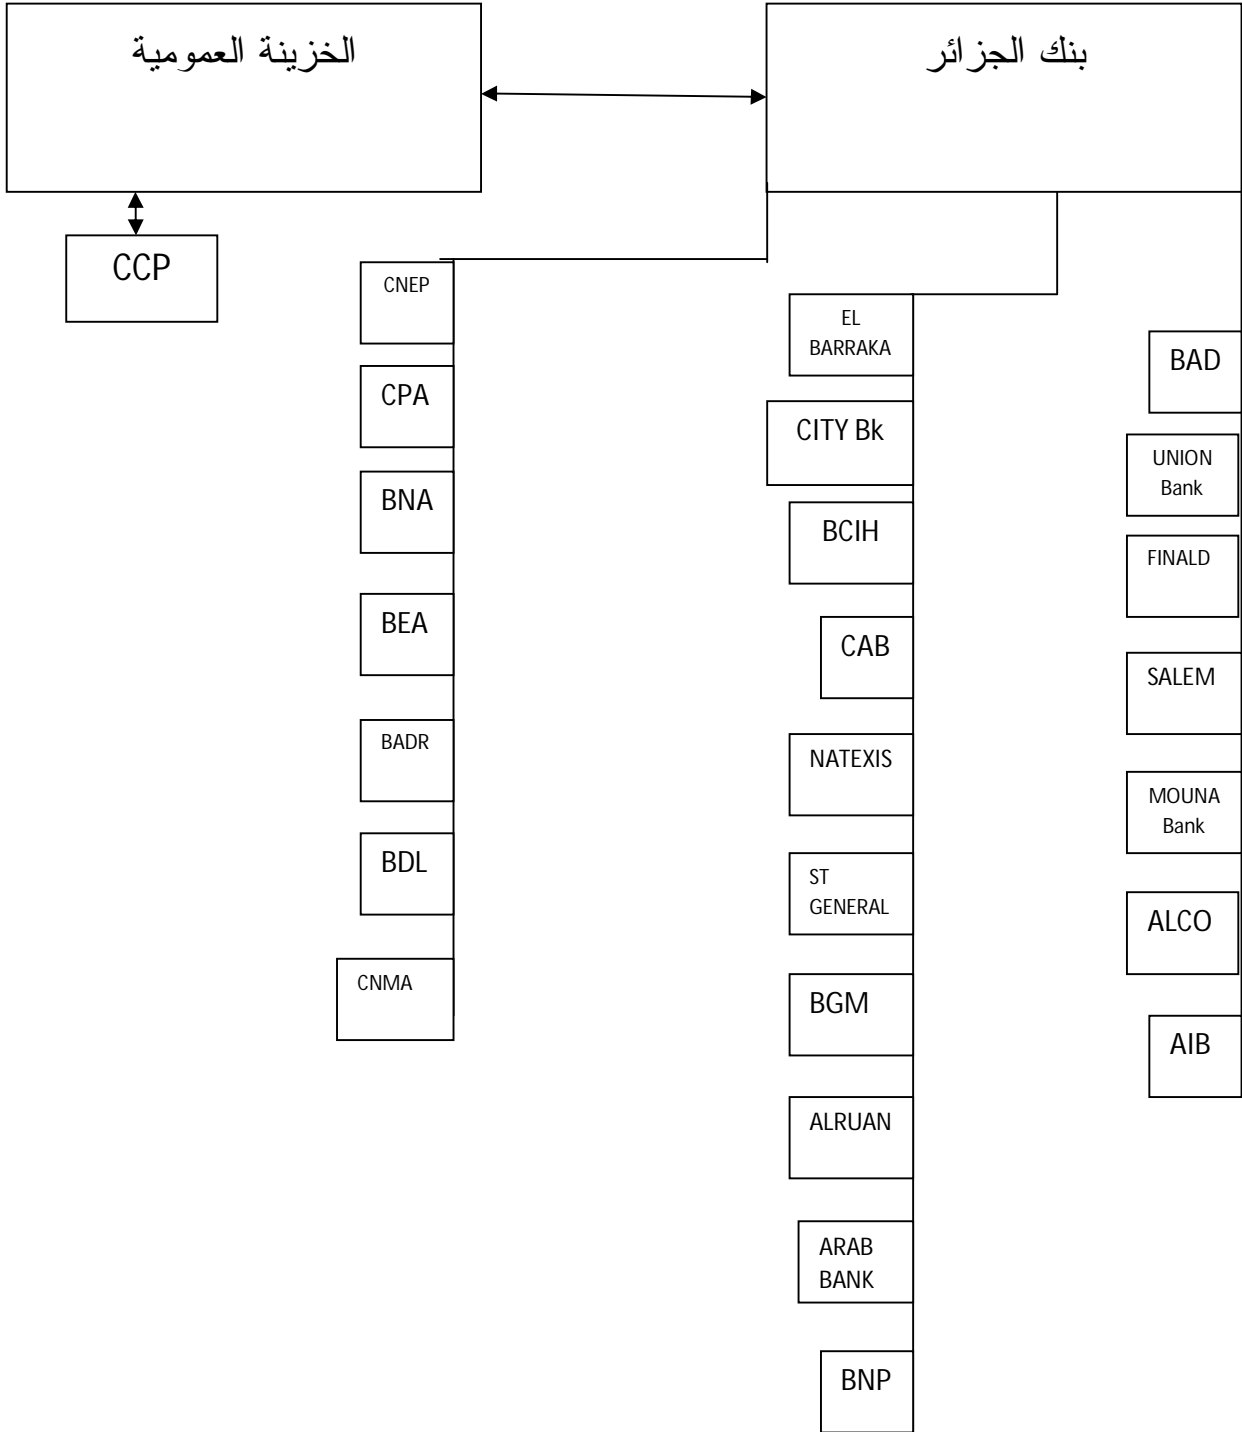 الخزينة العمومية
بنك الجزائر
CCP
CNEP
CPA
BNA
BEA
BADR
BDL
CNMA
EL
BARRAKA
CITY Bk
BCIH
CAB
NATEXIS
ST
GENERAL
BGM
ALRUAN
ARAB
BANK
BNP
BAD
UNION
Bank
FINALD
SALEM
MOUNA
Bank
ALCO
AIB